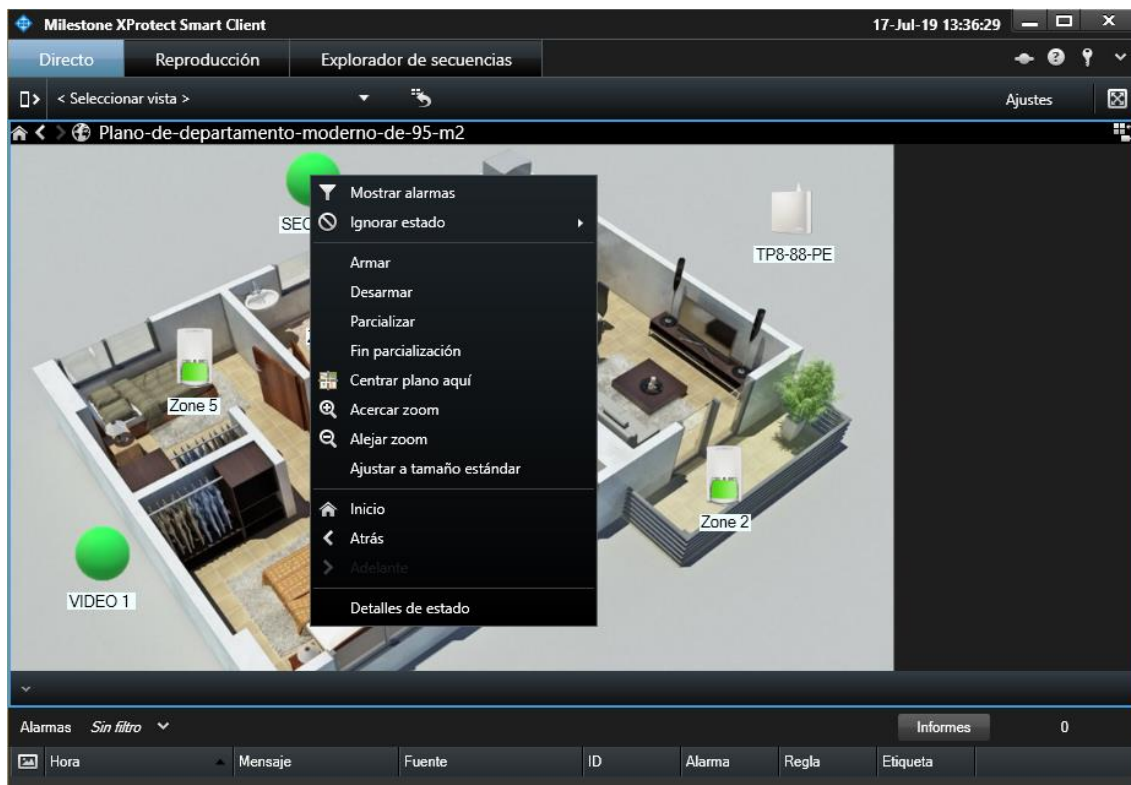 Milestone XProtect Smart Client
17-Jul-19 13:36:29
Directo
Reproducción
Explorador de secuencias
< Seleccionar vista >
Ajustes
Plano-de-departamento-moderno-de-95-m2
Mostrar alarmas
Ignorar estado
Armar
Desarmar
Parcializar
Fin parcialización
Centrar plano aquí
Acercar zoom
Alejar zoom
Ajustar a tamaño estándar
Inicio
Atrás
Adelante
Detalles de estado
TP8-88-PE
Zone 5
Zone 2
VIDEO 1
Alarmas Sin filtro
Informes
0
Hora Mensaje Fuente ID Alarma Regla Etiqueta